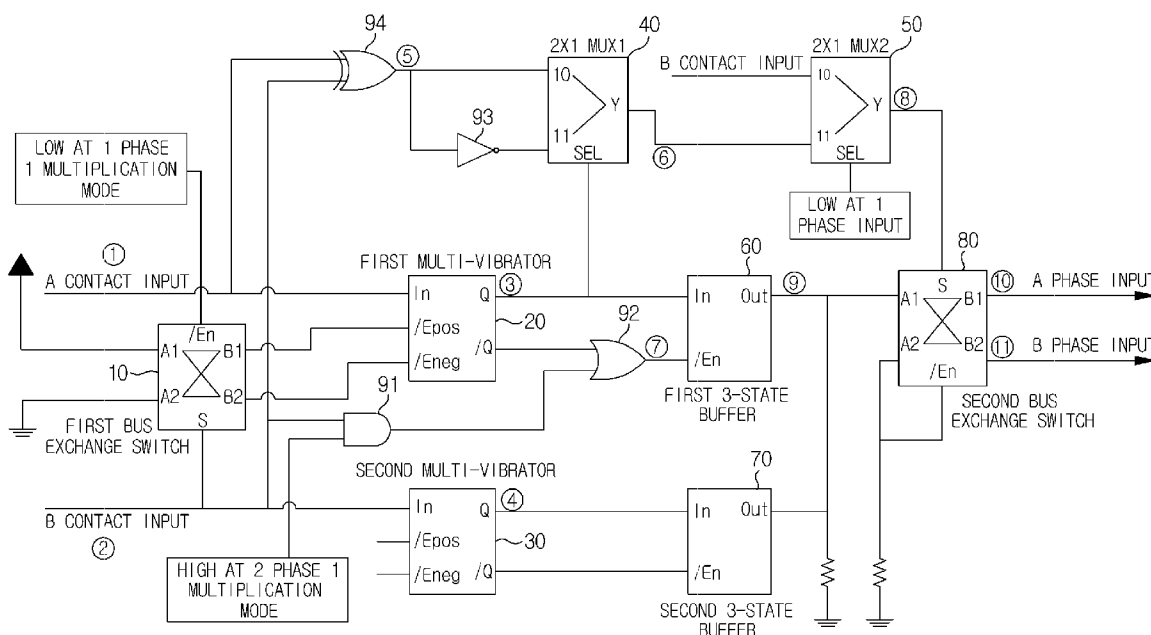 94
⑤
2X1 MUX1
40
10
11
Y
SEL
93
⑥
B CONTACT INPUT
2X1 MUX2
50
10
11
Y
SEL
⑧
LOW AT 1
PHASE INPUT
LOW AT 1 PHASE
1 MULTIPLICATION
MODE
①
A CONTACT INPUT
/En
A1
B1
A2
B2
S
10
FIRST BUS
EXCHANGE SWITCH
FIRST MULTI-VIBRATOR
In
Q
/Epos
/Q
/Eneg
③
20
91
92
⑦
60
In
Out
/En
⑨
FIRST 3-STATE
BUFFER
80
S
A1
B1
A2
B2
/En
⑩
A PHASE INPUT
⑪
B PHASE INPUT
SECOND BUS
EXCHANGE SWITCH
B CONTACT INPUT
②
HIGH AT 2 PHASE 1
MULTIPLICATION
MODE
SECOND MULTI-VIBRATOR
In
Q
/Epos
/Q
/Eneg
④
30
70
In
Out
/En
SECOND 3-STATE
BUFFER